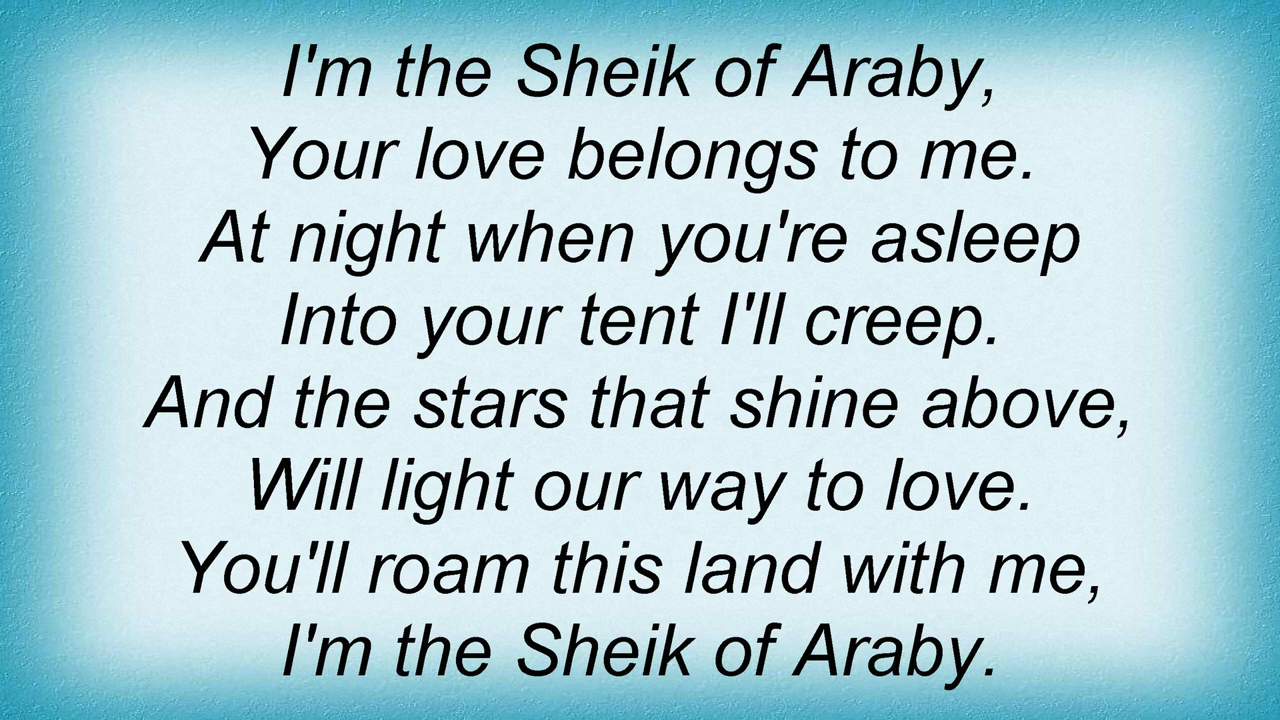 I'm the Sheik of Araby,
Your love belongs to me.
At night when you're asleep
Into your tent I'll creep.
And the stars that shine above,
Will light our way to love.
You'll roam this land with me,
I'm the Sheik of Araby.